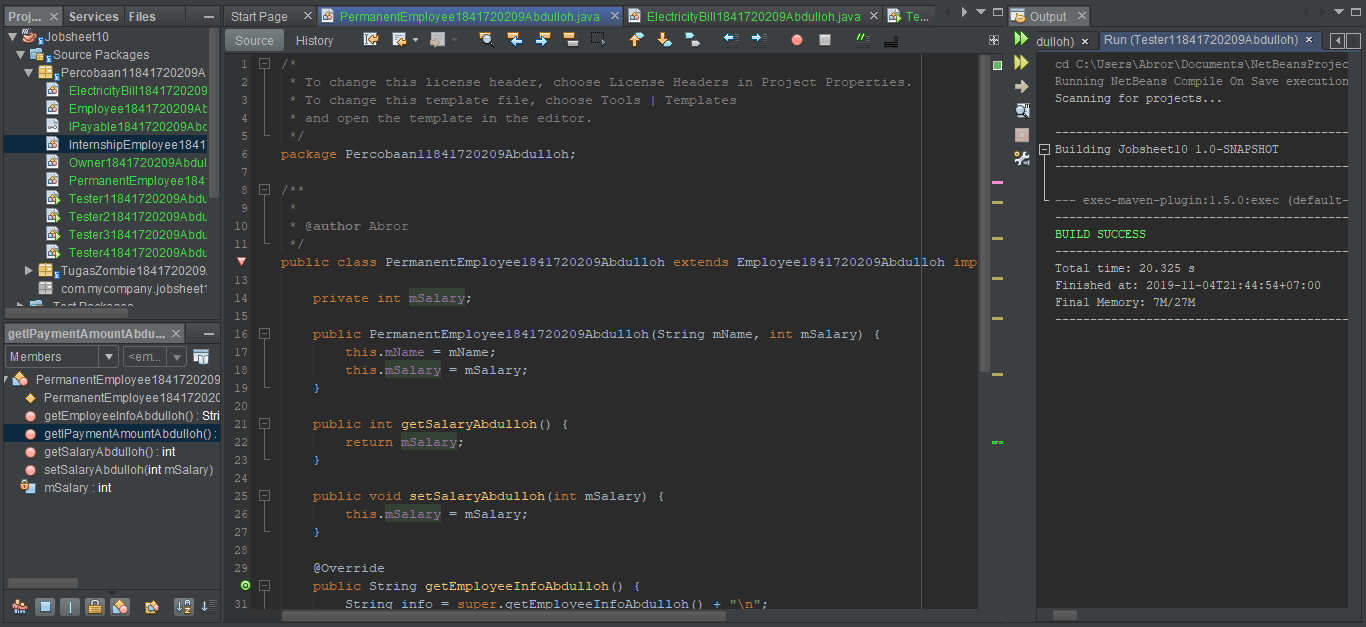 Proj...
Services
Files
Jobsheet10
Source Packages
Percobaan11841720209A
ElectricityBill1841720209
Employee1841720209Ab
IPayable1841720209Abd
InternshipEmployee1841
Owner1841720209Abdul
PermanentEmployee184
Tester11841720209Abdu
Tester21841720209Abdu
Tester31841720209Abdu
Tester41841720209Abdu
TugasZombie184172020
com.mycompany.jobsheet1
Test Packages
getIPaymentAmountAbdu...
Members
<em...
PermanentEmployee1841720209
PermanentEmployee184172020
getEmployeeInfoAbdulloh() : Stri
getIPaymentAmountAbdulloh() :
getSalaryAbdulloh() : int
setSalaryAbdulloh(int mSalary)
mSalary : int
Start Page
PermanentEmployee1841720209Abdulloh.java
ElectricityBill1841720209Abdulloh.java
Te...
Source
History
1 /*
2 * To change this license header, choose License Headers in Project Properties.
3 * To change this template file, choose Tools | Templates
4 * and open the template in the editor.
5 */
6 package Percobaan11841720209Abdulloh;
7
8 /**
9 *
10 * @author Abror
11 */
public class PermanentEmployee1841720209Abdulloh extends Employee1841720209Abdulloh imp
13
14 private int mSalary;
15
16 public PermanentEmployee1841720209Abdulloh(String mName, int mSalary) {
17 this.mName = mName;
18 this.mSalary = mSalary;
19 }
20
21 public int getSalaryAbdulloh() {
22 return mSalary;
23 }
24
25 public void setSalaryAbdulloh(int mSalary) {
26 this.mSalary = mSalary;
27 }
28
29 @Override
public String getEmployeeInfoAbdulloh() {
31 String info = super.getEmployeeInfoAbdulloh() + "\n";
Output
dulloh)
Run (Tester11841720209Abdulloh)
cd C:\Users\Abror\Documents\NetBeansProjec
Running NetBeans Compile On Save execution
Scanning for projects...
------------------------------------------
Building Jobsheet10 1.0-SNAPSHOT
------------------------------------------
--- exec-maven-plugin:1.5.0:exec (default-
------------------------------------------
BUILD SUCCESS
------------------------------------------
Total time: 20.325 s
Finished at: 2019-11-04T21:44:54+07:00
Final Memory: 7M/27M
------------------------------------------